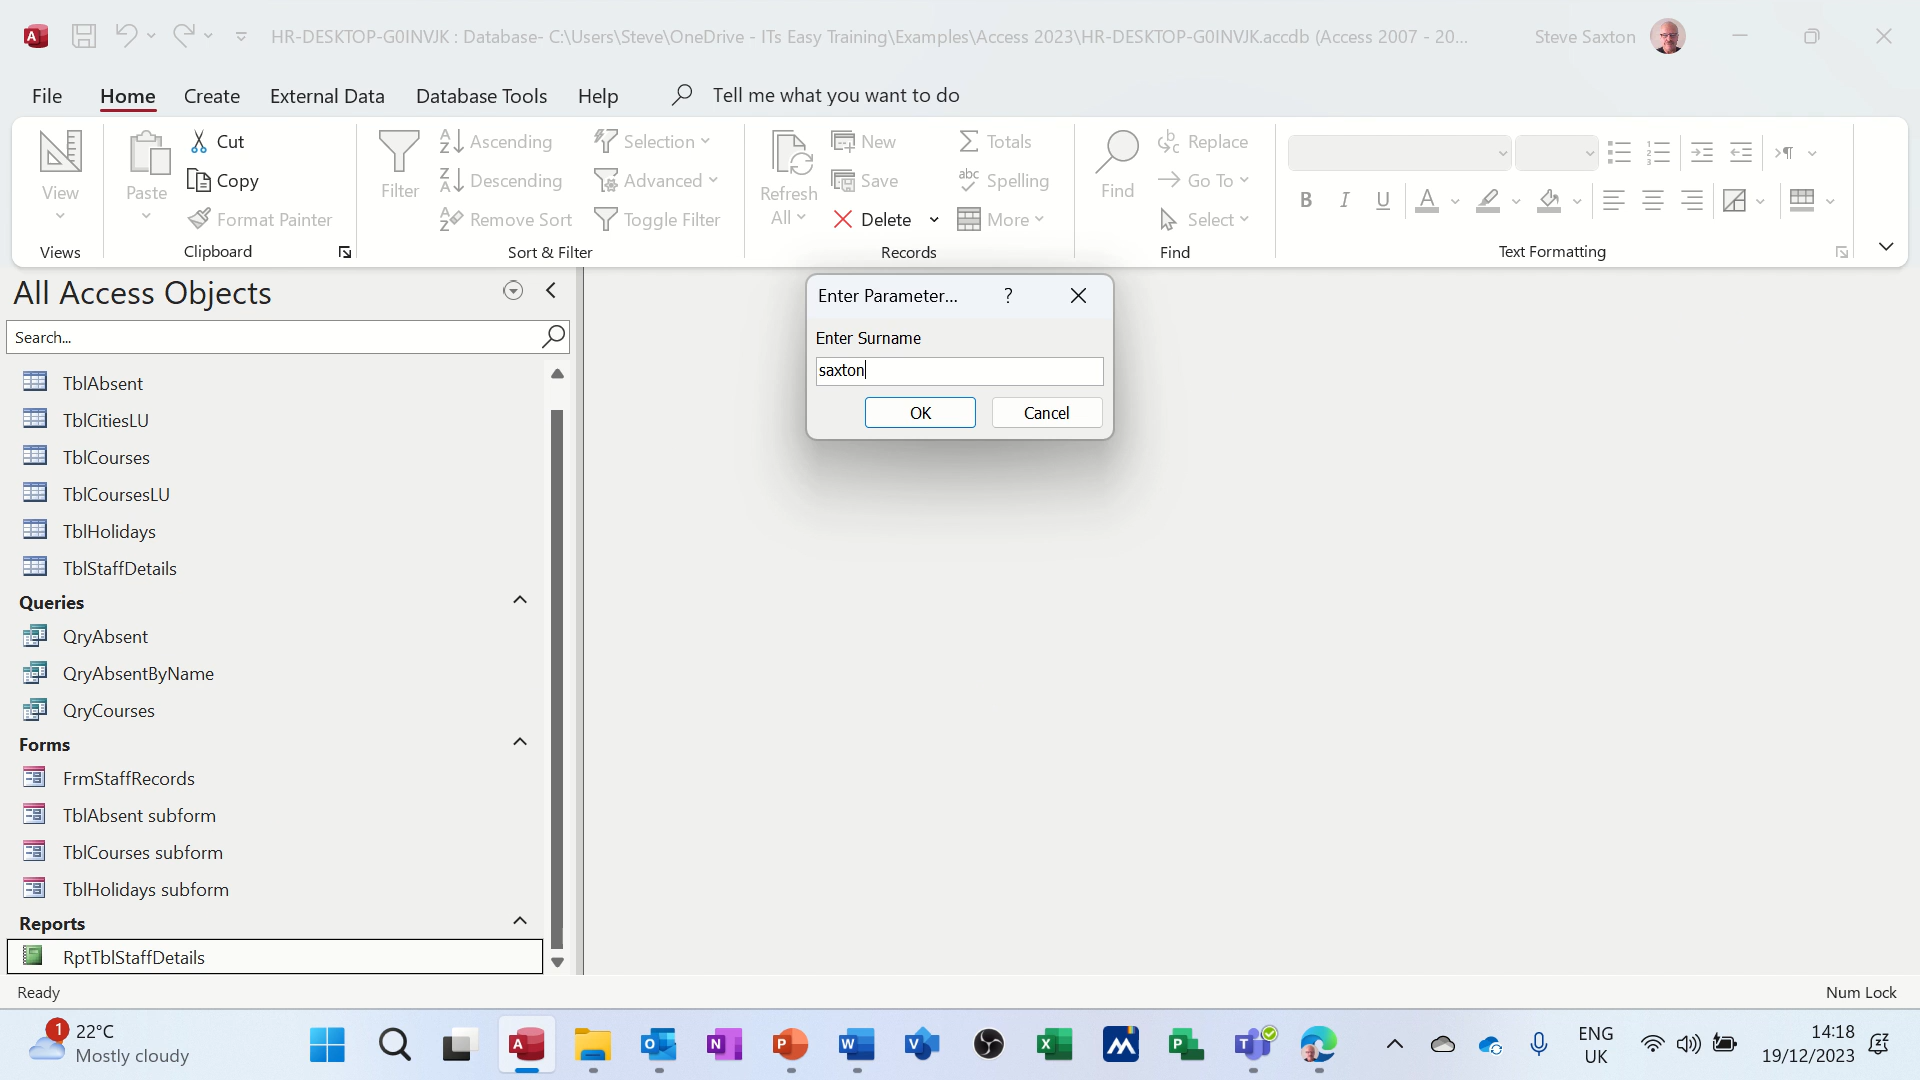 HR-DESKTOP-G0INVJK : Database- C:\Users\Steve\OneDrive - ITs Easy Training\Examples\Access 2023\HR-DESKTOP-G0INVJK.accdb (Access 2007 - 20...
Steve Saxton
File Home Create External Data Database Tools Help Tell me what you want to do
View
Views
Paste
Cut
Copy
Format Painter
Clipboard
Filter
Ascending
Descending
Remove Sort
Selection
Advanced
Toggle Filter
Sort & Filter
Refresh
All
New
Save
Delete
Totals
Spelling
More
Records
Find
Replace
Go To
Select
Find
B I U A
Text Formatting
All Access Objects
Search...
TblAbsent
TblCitiesLU
TblCourses
TblCoursesLU
TblHolidays
TblStaffDetails
Queries
QryAbsent
QryAbsentByName
QryCourses
Forms
FrmStaffRecords
TblAbsent subform
TblCourses subform
TblHolidays subform
Reports
RptTblStaffDetails
Enter Parameter... ?
Enter Surname
saxton
OK Cancel
Ready
Num Lock
1
22°C
Mostly cloudy
ENG
UK
14:18
19/12/2023